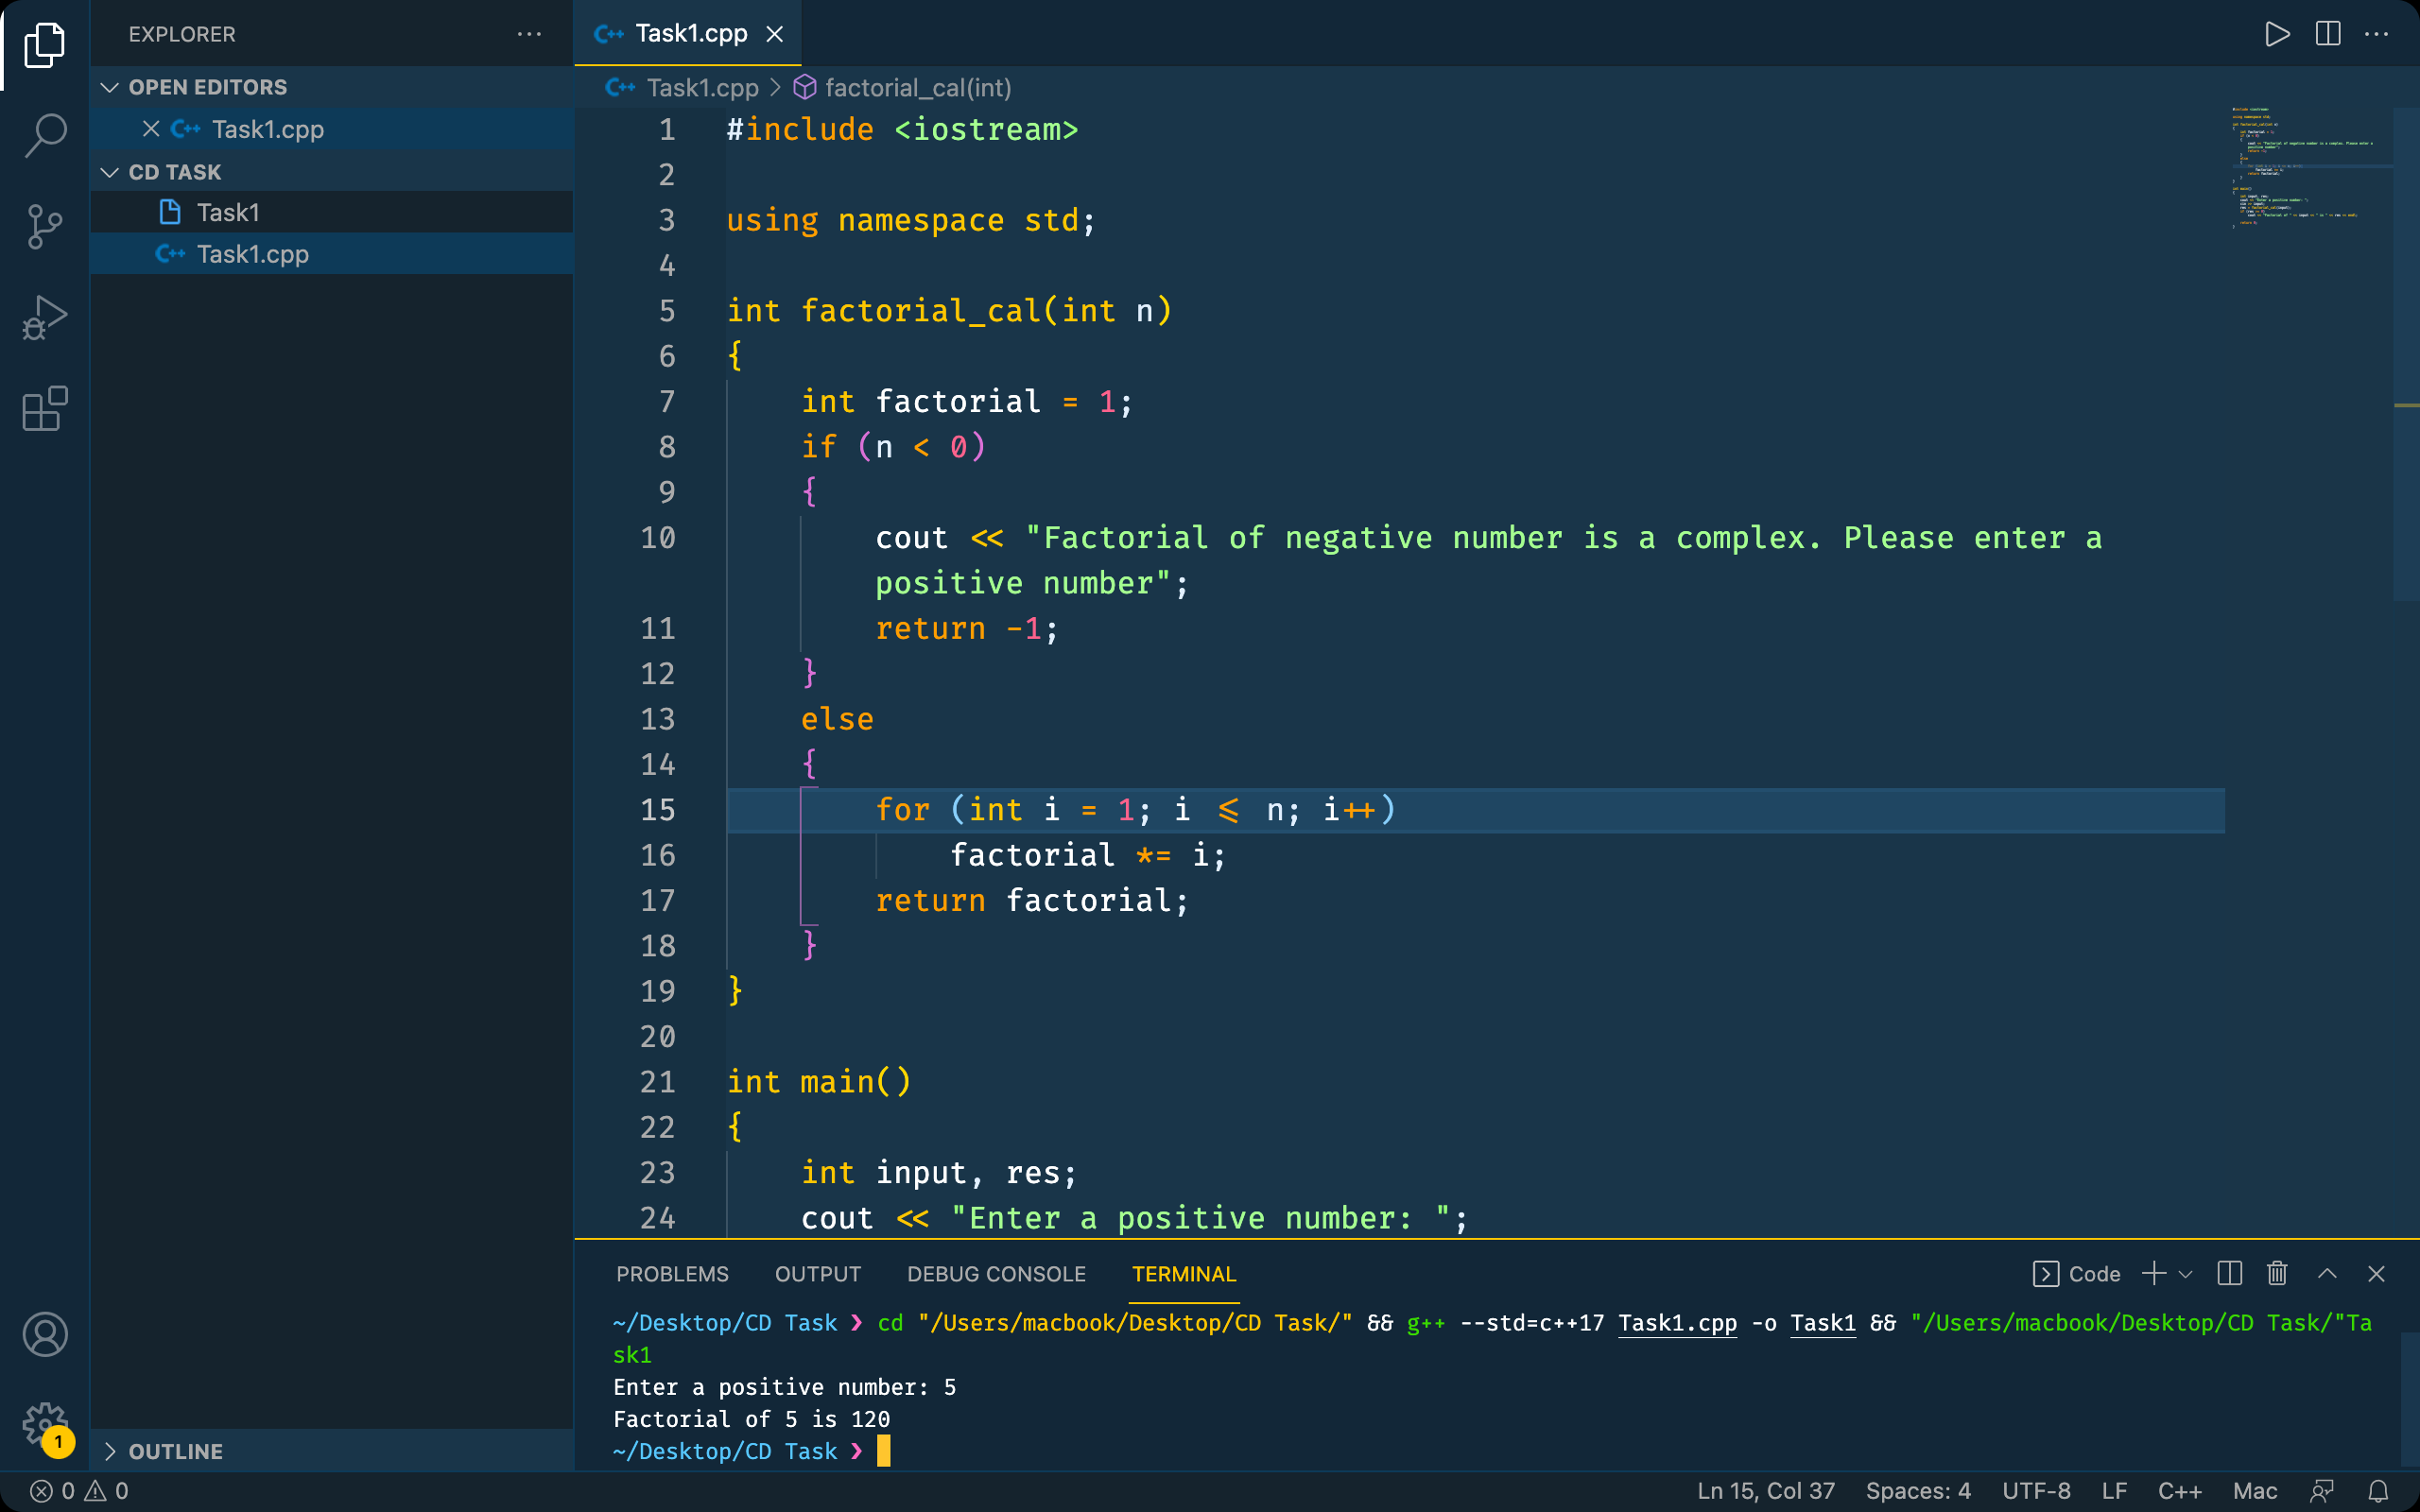 EXPLORER
OPEN EDITORS
Task1.cpp
CD TASK
Task1
Task1.cpp
OUTLINE
Task1.cpp
Task1.cpp > factorial_cal(int)
1 #include <iostream>
2
3 using namespace std;
4
5 int factorial_cal(int n)
6 {
7 int factorial = 1;
8 if (n < 0)
9 {
10 cout << "Factorial of negative number is a complex. Please enter a
positive number";
11 return -1;
12 }
13 else
14 {
15 for (int i = 1; i <= n; i++)
16 factorial *= i;
17 return factorial;
18 }
19 }
20
21 int main()
22 {
23 int input, res;
24 cout << "Enter a positive number: ";
PROBLEMS OUTPUT DEBUG CONSOLE TERMINAL Code
~/Desktop/CD Task ❯ cd "/Users/macbook/Desktop/CD Task/" && g++ --std=c++17 Task1.cpp -o Task1 && "/Users/macbook/Desktop/CD Task/"Ta
sk1
Enter a positive number: 5
Factorial of 5 is 120
~/Desktop/CD Task ❯
1
0 0 Ln 15, Col 37 Spaces: 4 UTF-8 LF C++ Mac